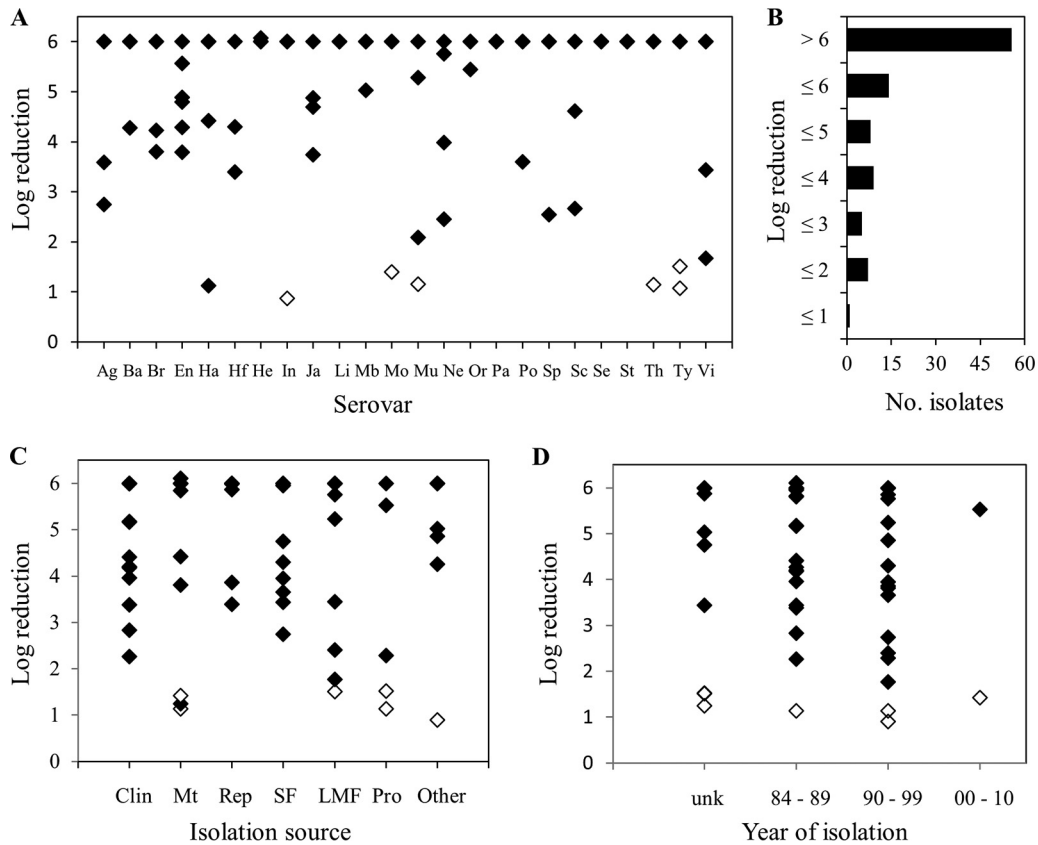 A
Log reduction
6
5
4
3
2
1
0
Ag Ba Br En Ha Hf He In Ja Li Mb Mo Mu Ne Or Pa Po Sp Sc Se St Th Ty Vi
Serovar
B
Log reduction
> 6
≤ 6
≤ 5
≤ 4
≤ 3
≤ 2
≤ 1
0 15 30 45 60
No. isolates
C
Log reduction
6
5
4
3
2
1
0
Clin Mt Rep SF LMF Pro Other
Isolation source
D
Log reduction
6
5
4
3
2
1
0
unk 84 - 89 90 - 99 00 - 10
Year of isolation